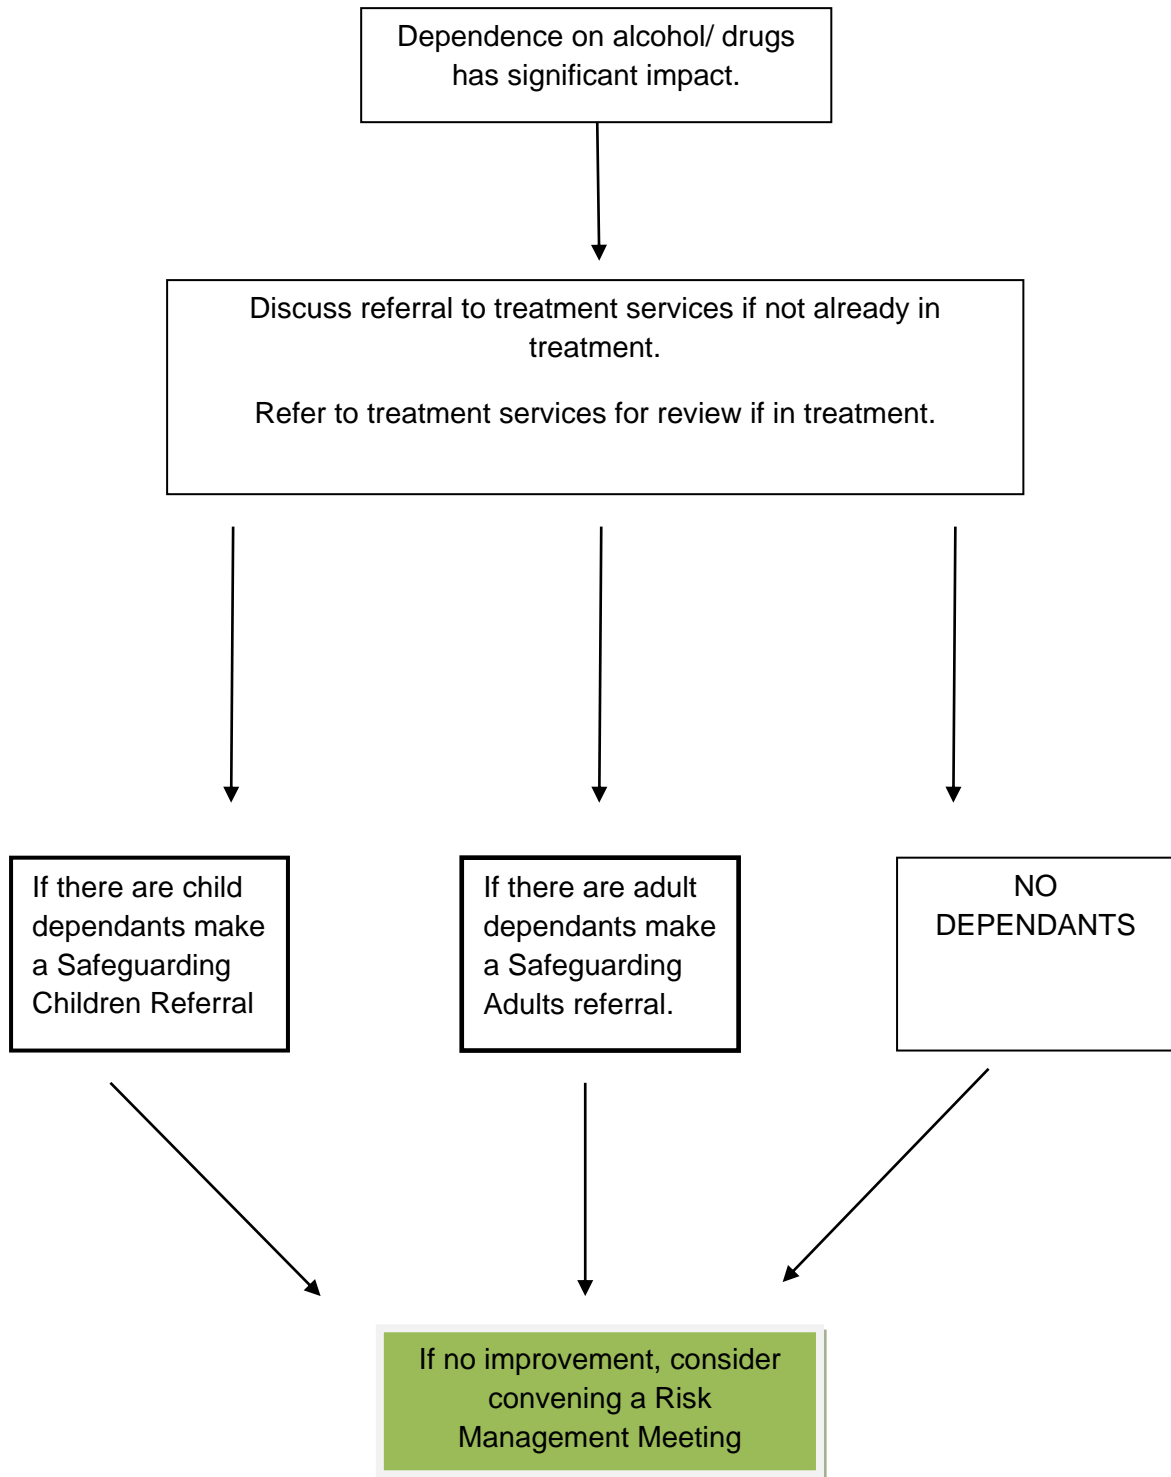 Dependence on alcohol/ drugs
has significant impact.
Discuss referral to treatment services if not already in
treatment.
Refer to treatment services for review if in treatment.
If there are child
dependants make
a Safeguarding
Children Referral
If there are adult
dependants make
a Safeguarding
Adults referral.
NO
DEPENDANTS
If no improvement, consider
convening a Risk
Management Meeting